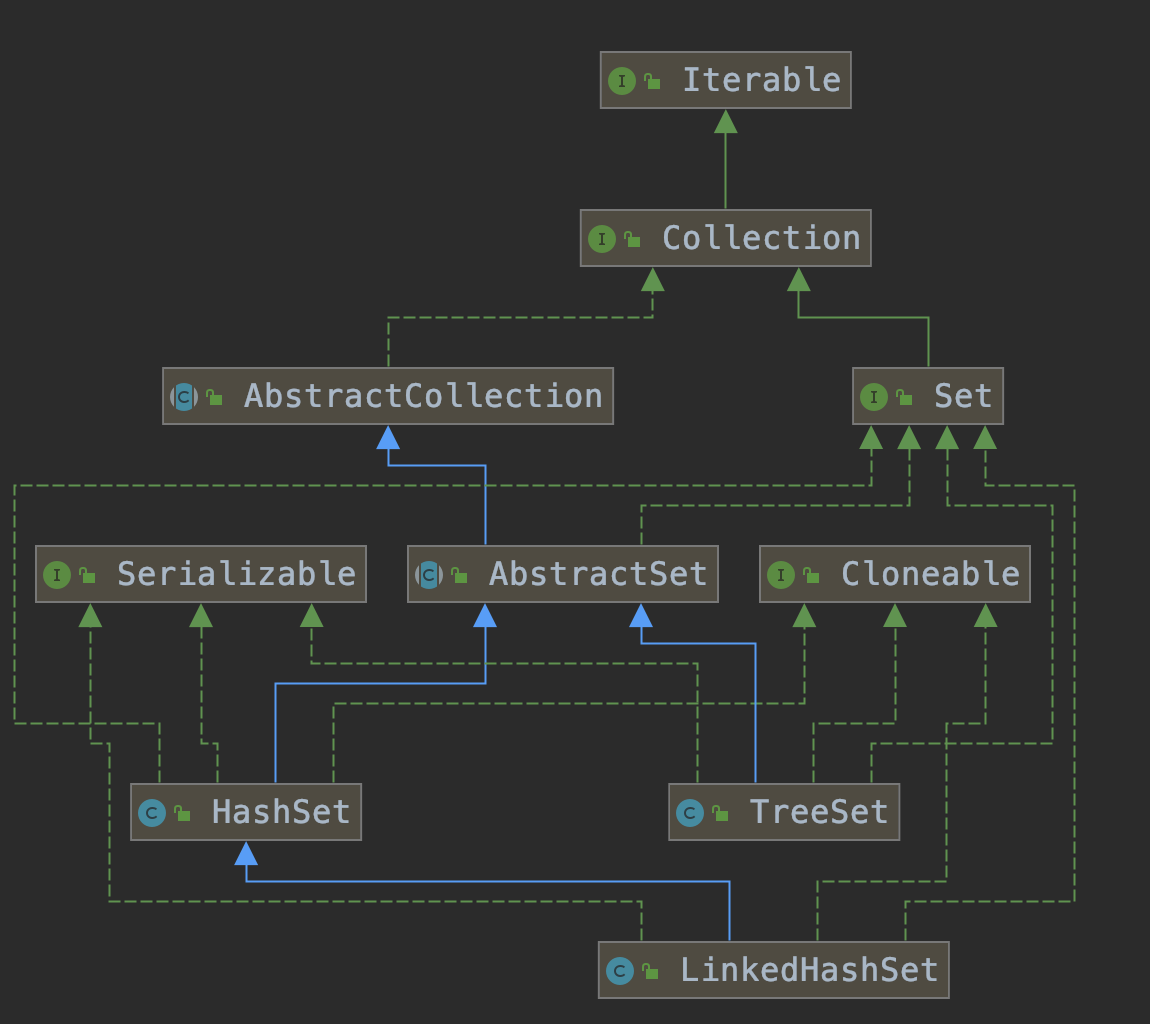 Iterable
Collection
AbstractCollection
Set
Serializable
AbstractSet
Cloneable
HashSet
TreeSet
LinkedHashSet